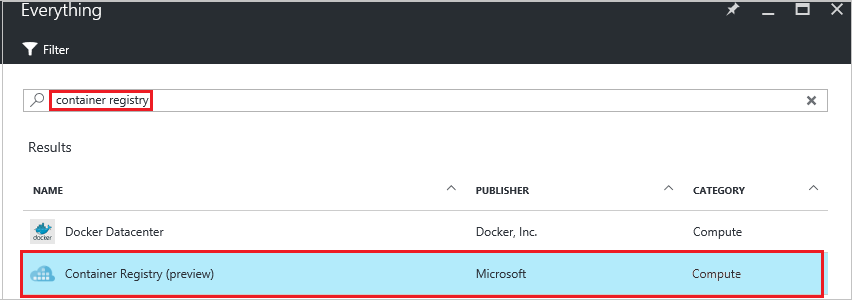 Everything
Filter
container registry
Results
NAME PUBLISHER CATEGORY
docker Docker Datacenter Docker, Inc. Compute
Container Registry (preview) Microsoft Compute